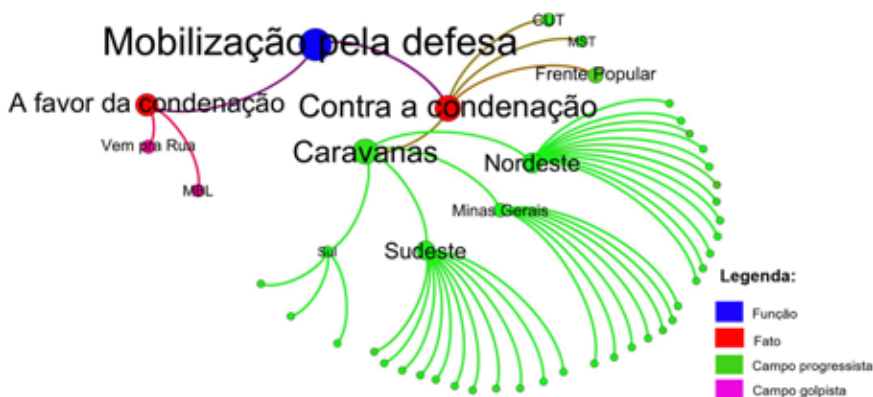 CUT
Mobilização pela defesa
MST
Frente Popular
A favor da condenação
Contra a condenação
Vem pra Rua
Caravanas
Nordeste
MBL
Minas Gerais
Sul
Sudeste
Legenda:
Função
Fato
Campo progressista
Campo golpista